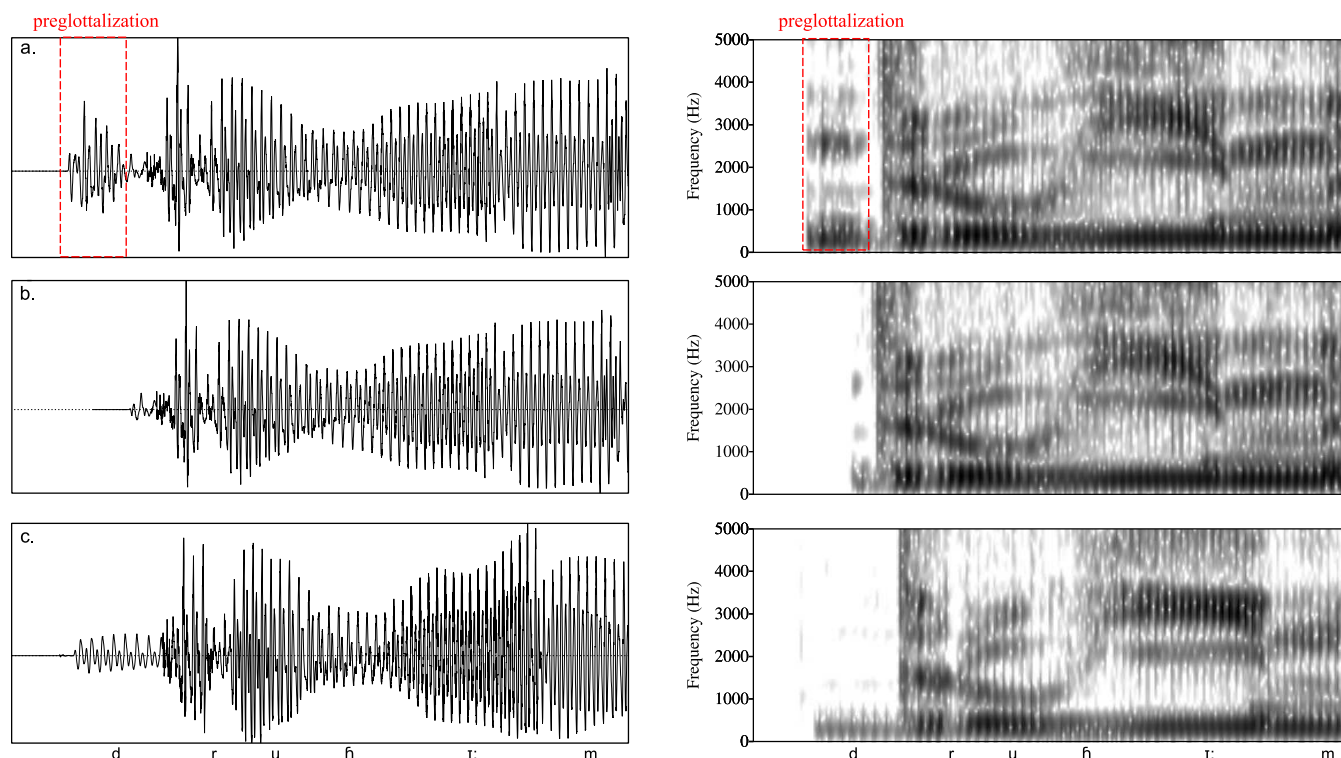 preglottalization
preglottalization
a.
5000
4000
3000
2000
1000
0
Frequency (Hz)
b.
5000
4000
3000
2000
1000
0
Frequency (Hz)
c.
5000
4000
3000
2000
1000
0
Frequency (Hz)
d r u ɦ ɪː m
d r u ɦ ɪː m